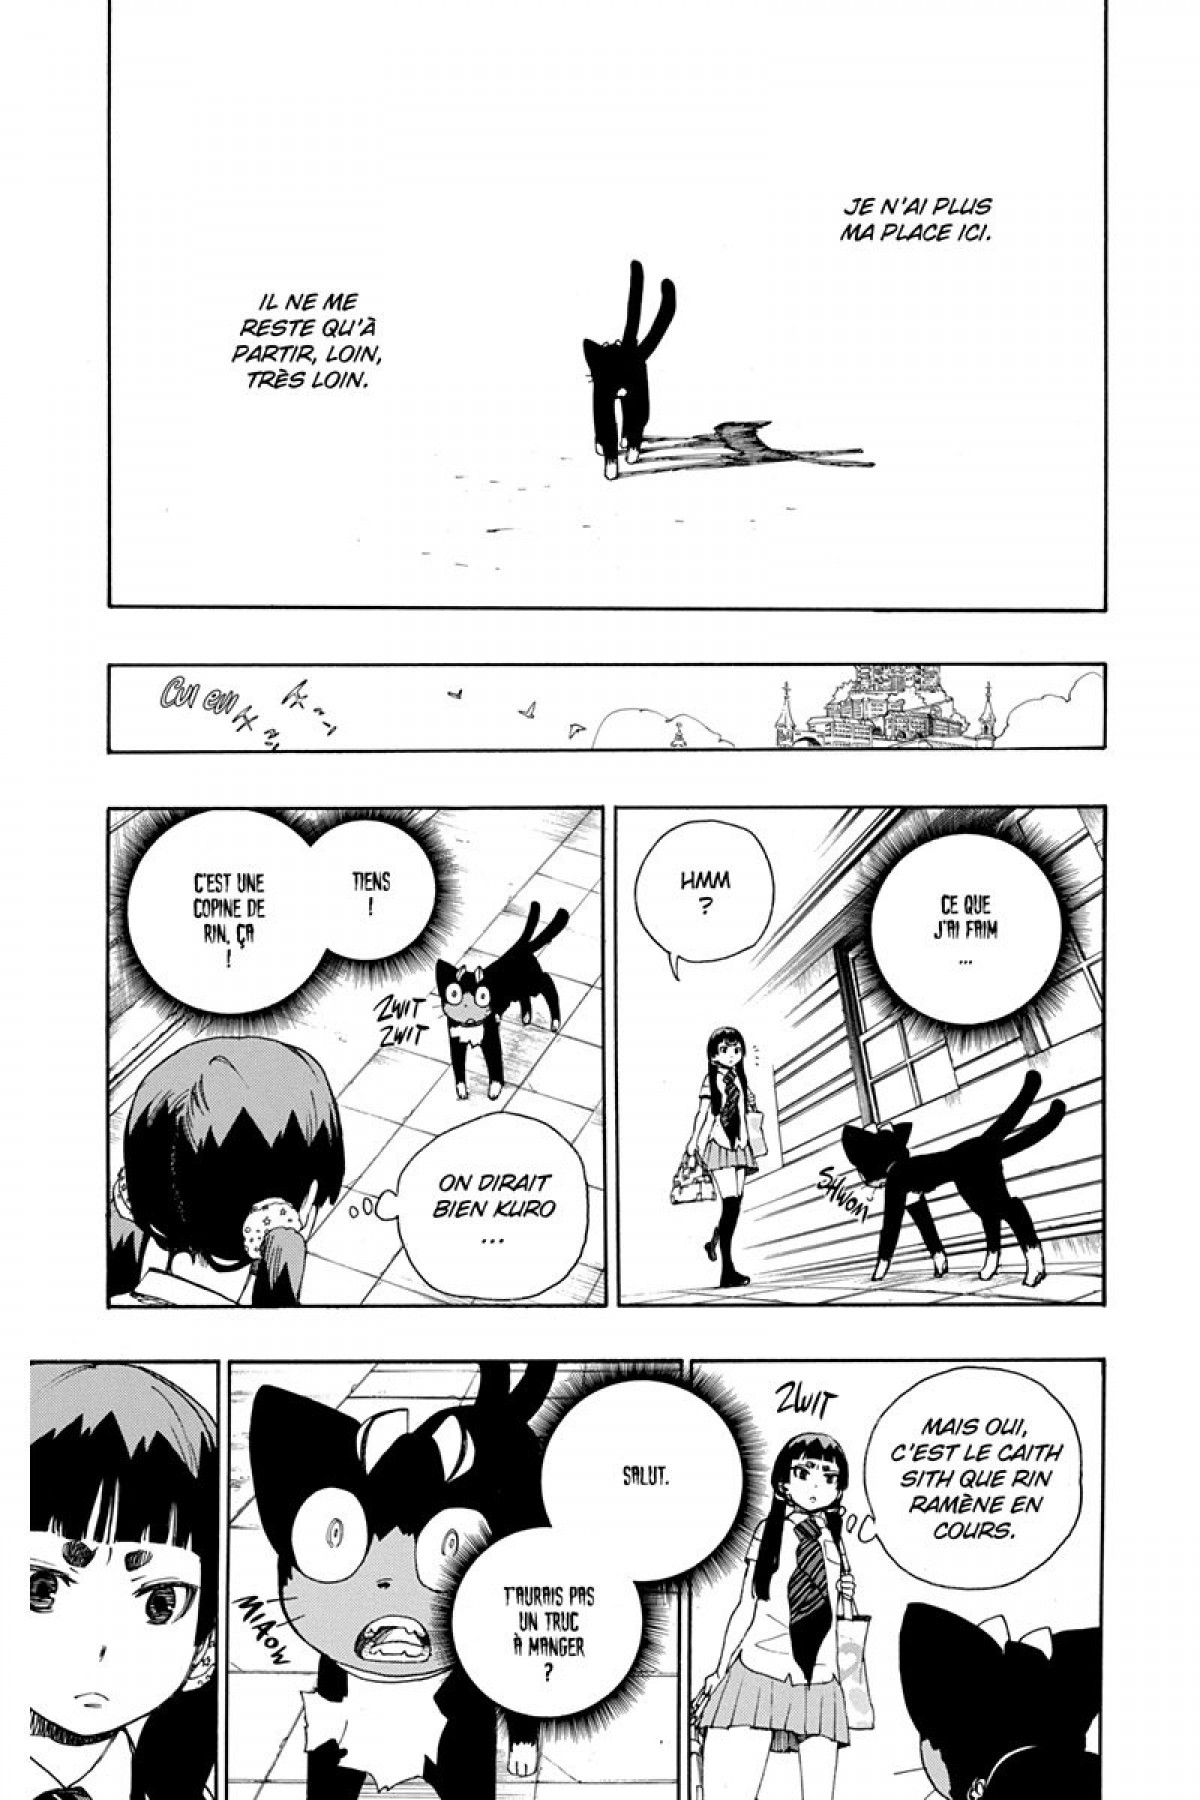 JE N'AI PLUS
MA PLACE ICI.
IL NE ME
RESTE QU'À
PARTIR, LOIN,
TRÈS LOIN.
CUI CUI
CE QUE
J'AI FAIM
...
HMM
?
SHWOM
TIENS
!
C'EST UNE
COPINE DE
RIN, ÇA
!
ZWIT
ZWIT
ON DIRAIT
BIEN KURO
...
MAIS OUI,
C'EST LE CAITH
SITH QUE RIN
RAMÈNE EN
COURS.
ZWIT
SALUT.
T'AURAIS PAS
UN TRUC
À MANGER
?
MIAOW